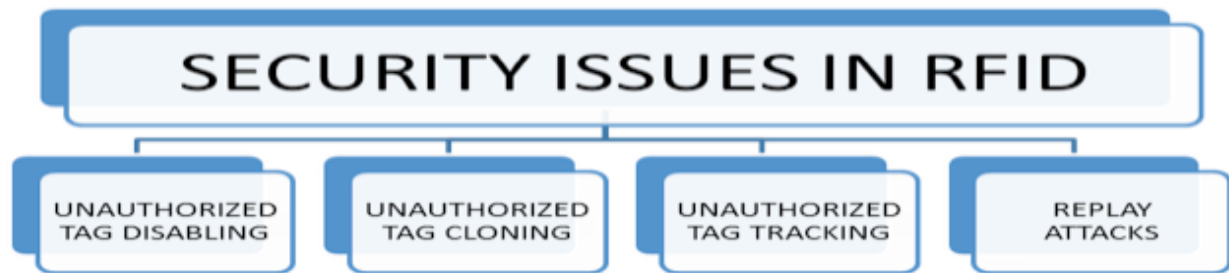 SECURITY ISSUES IN RFID
UNAUTHORIZED
TAG DISABLING
UNAUTHORIZED
TAG CLONING
UNAUTHORIZED
TAG TRACKING
REPLAY
ATTACKS